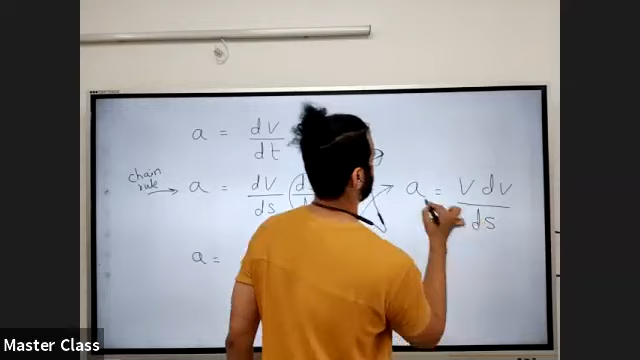 a = dv/dt
chain rule → a = dv/ds
a = v dv/ds
a =
Master Class